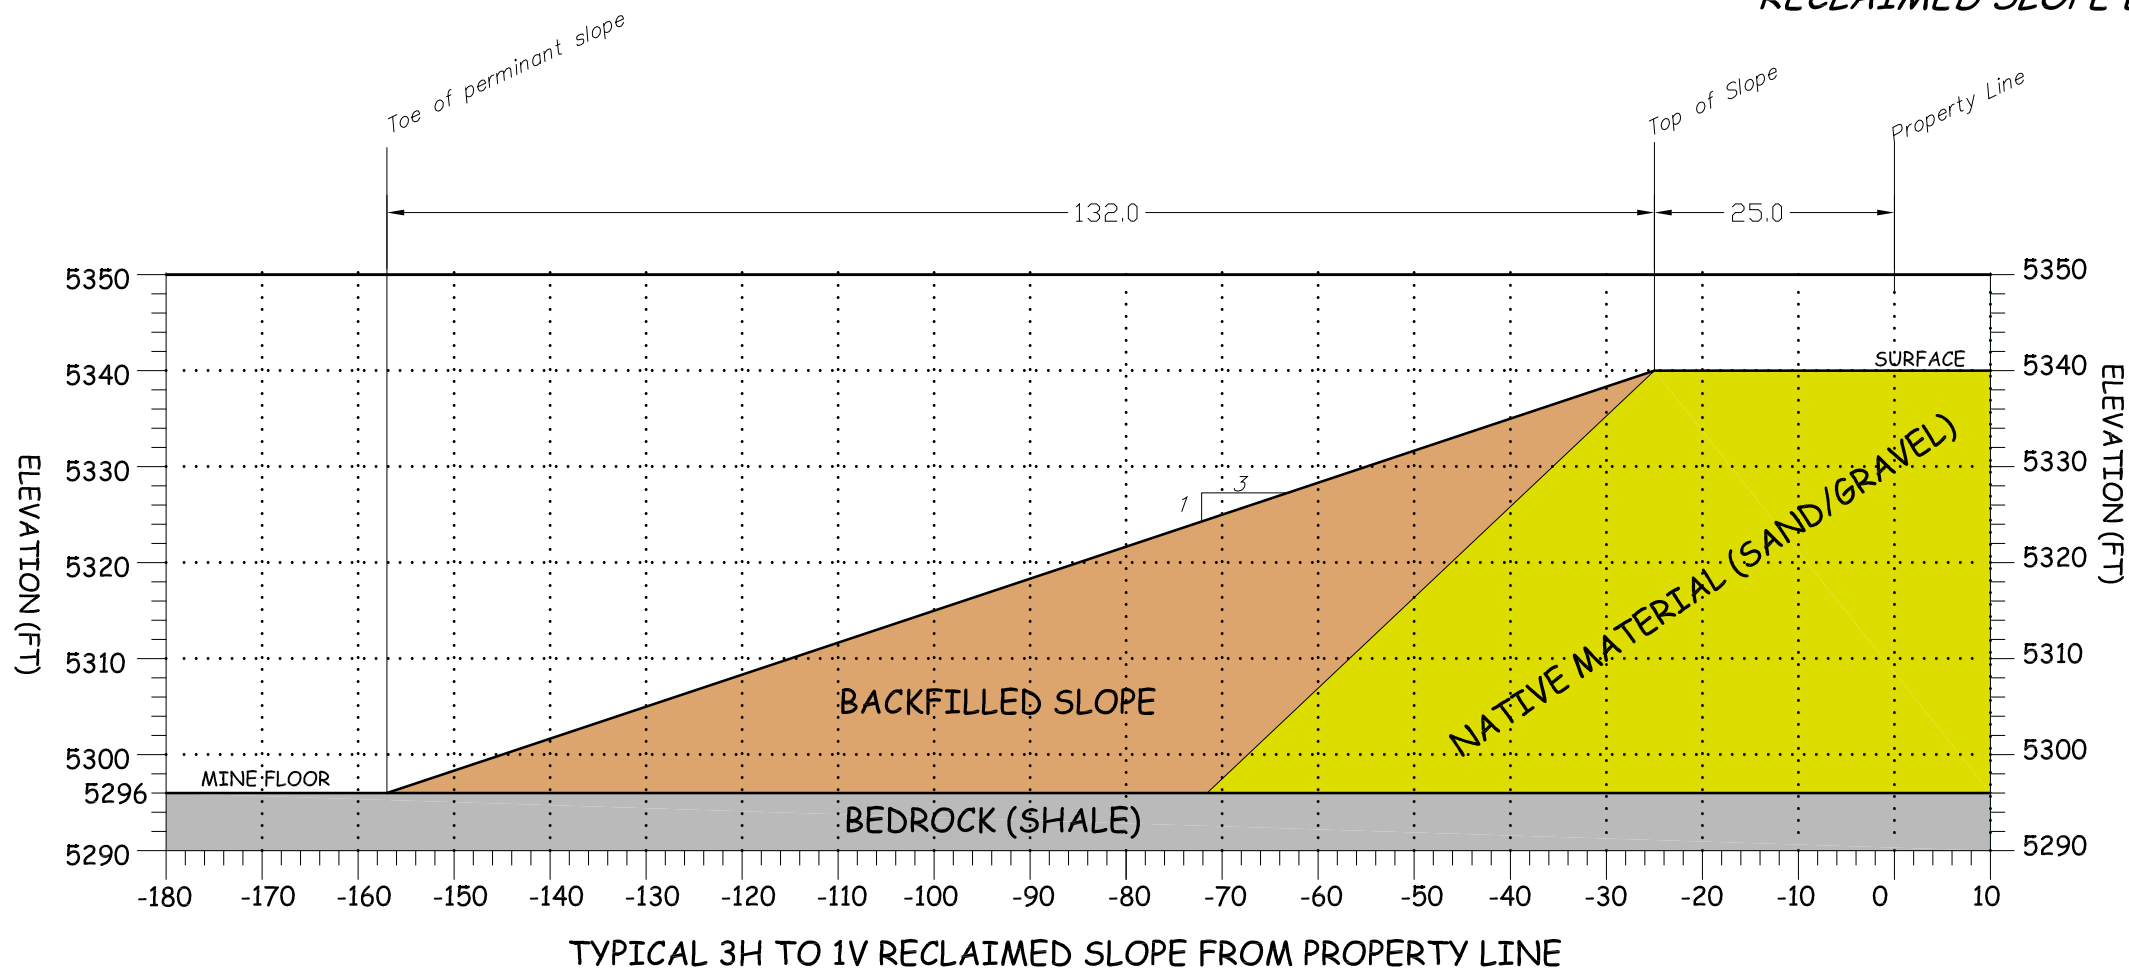 RECLAIMED SLOPE
Toe of perminant slope
Top of Slope
Property Line
132.0
25.0
5350
5350
SURFACE
5340
5340
3
1
5330
5330
ELEVATION (FT)
ELEVATION (FT)
NATIVE MATERIAL (SAND/GRAVEL)
5320
5320
5310
5310
BACKFILLED SLOPE
5300
5300
MINE FLOOR
5296
BEDROCK (SHALE)
5290
5290
-180 -170 -160 -150 -140 -130 -120 -110 -100 -90 -80 -70 -60 -50 -40 -30 -20 -10 0 10
TYPICAL 3H TO 1V RECLAIMED SLOPE FROM PROPERTY LINE